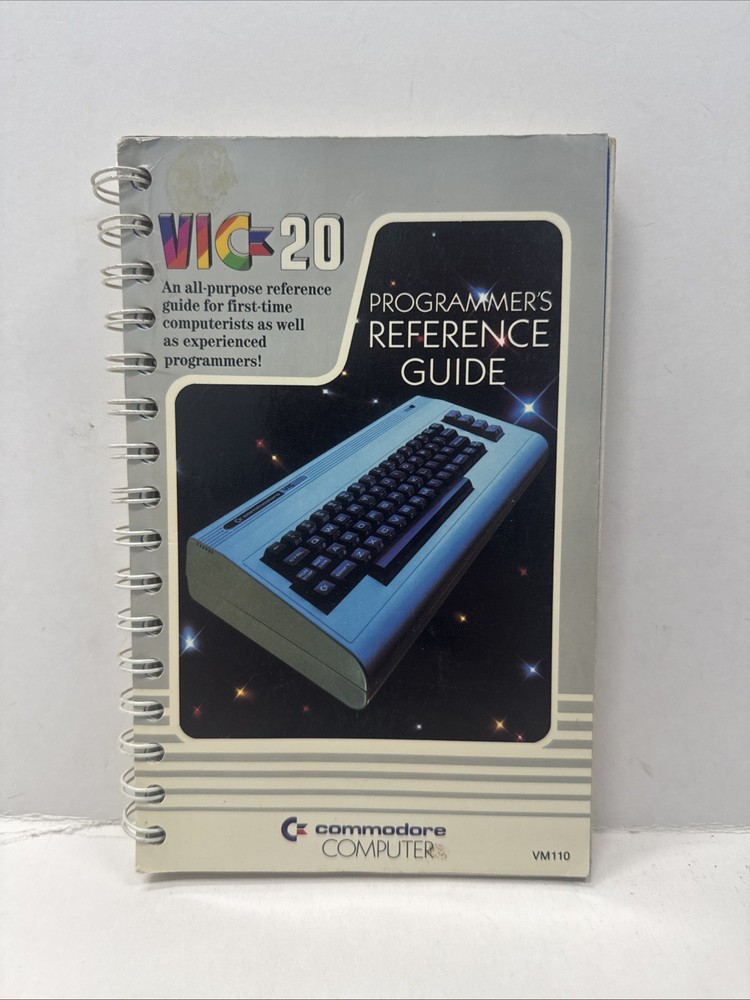 VIC-20
An all-purpose reference
guide for first-time
computerists as well
as experienced
programmers!
PROGRAMMER'S
REFERENCE
GUIDE
commodore
COMPUTER
VM110